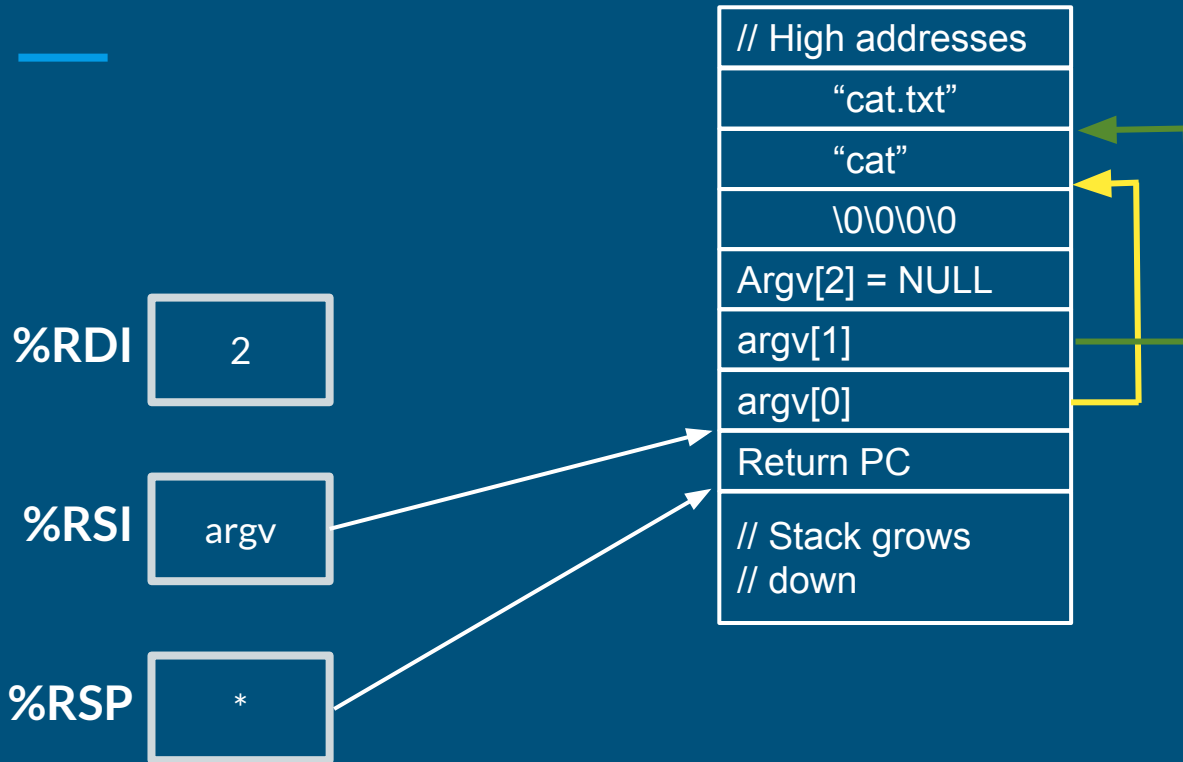 // High addresses
“cat.txt”
“cat”
\0\0\0\0
Argv[2] = NULL
argv[1]
argv[0]
Return PC
// Stack grows
// down
%RDI
2
%RSI
argv
%RSP
*